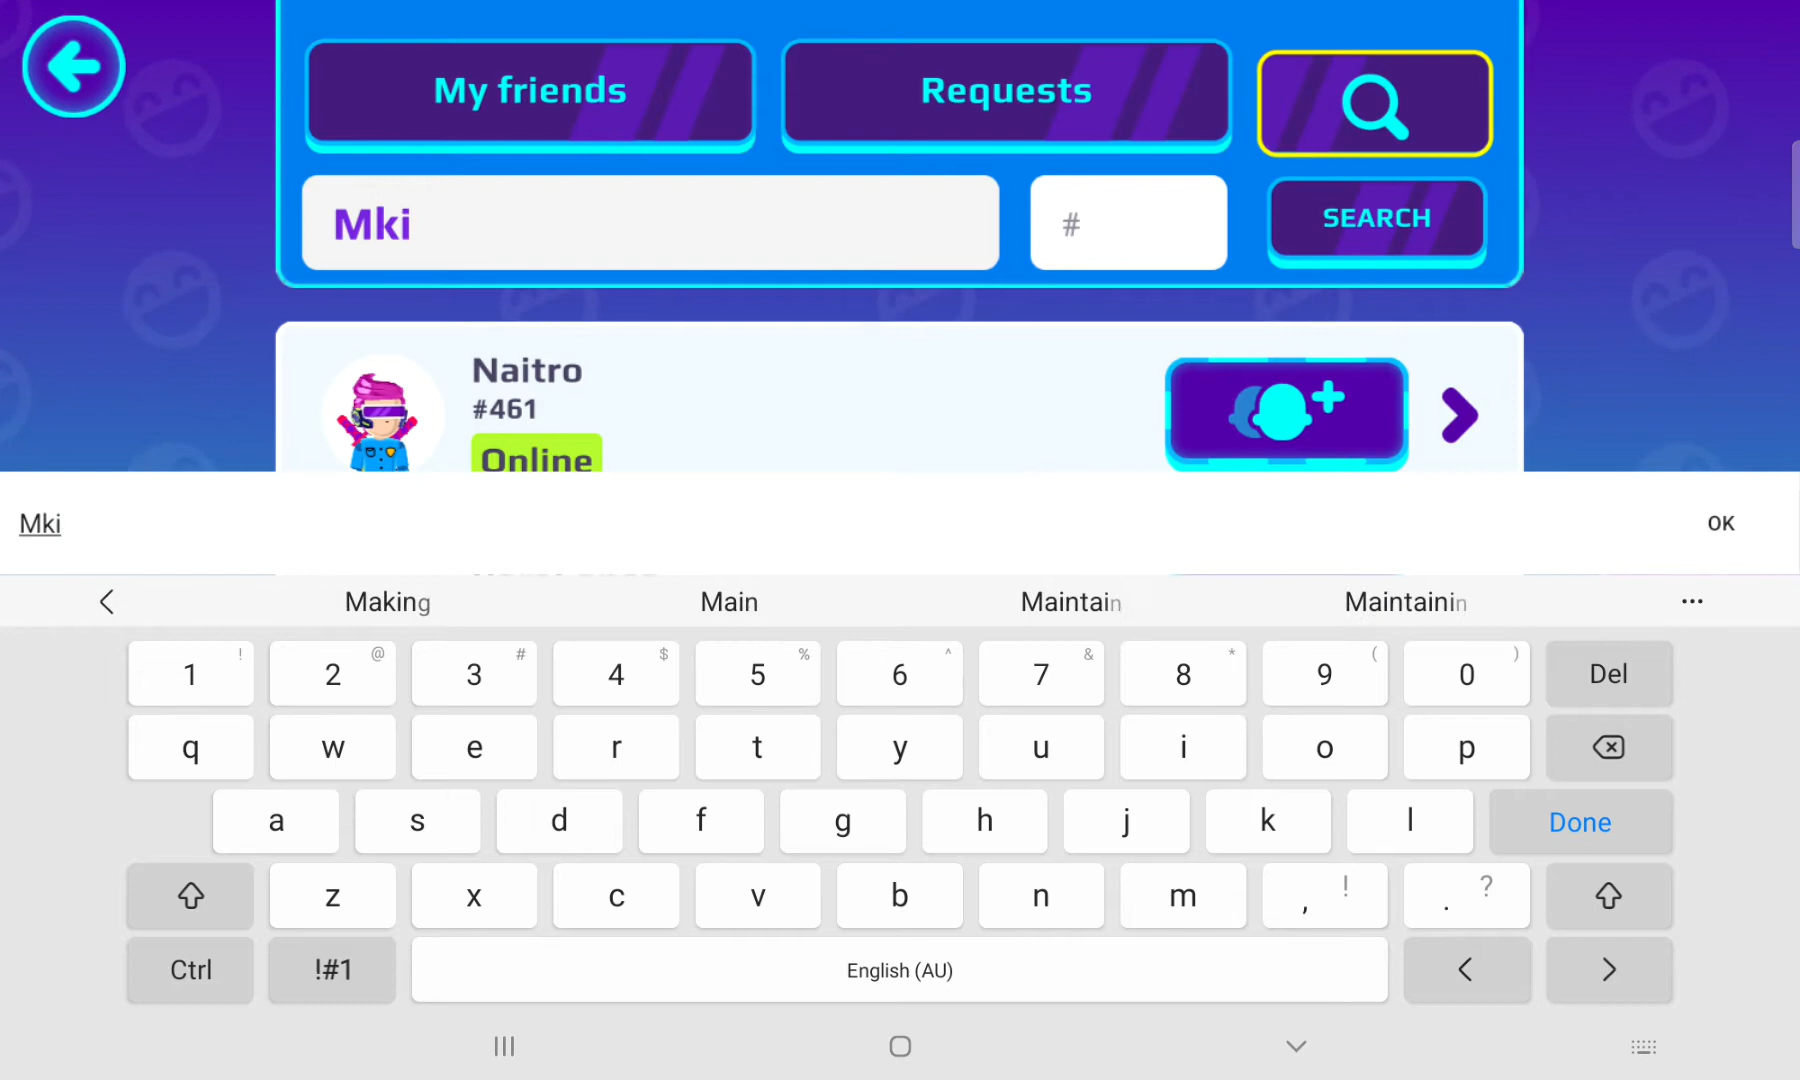 My friends
Requests
Mki
#
SEARCH
Naitro
#461
Online
Mki
OK
Making
Main
Maintain
Maintainin
...
1 ! 2 @ 3 # 4 $ 5 % 6 ^ 7 & 8 * 9 ( 0 ) Del
q w e r t y u i o p
a s d f g h j k l Done
z x c v b n m , ! . ?
Ctrl !#1 English (AU) < >